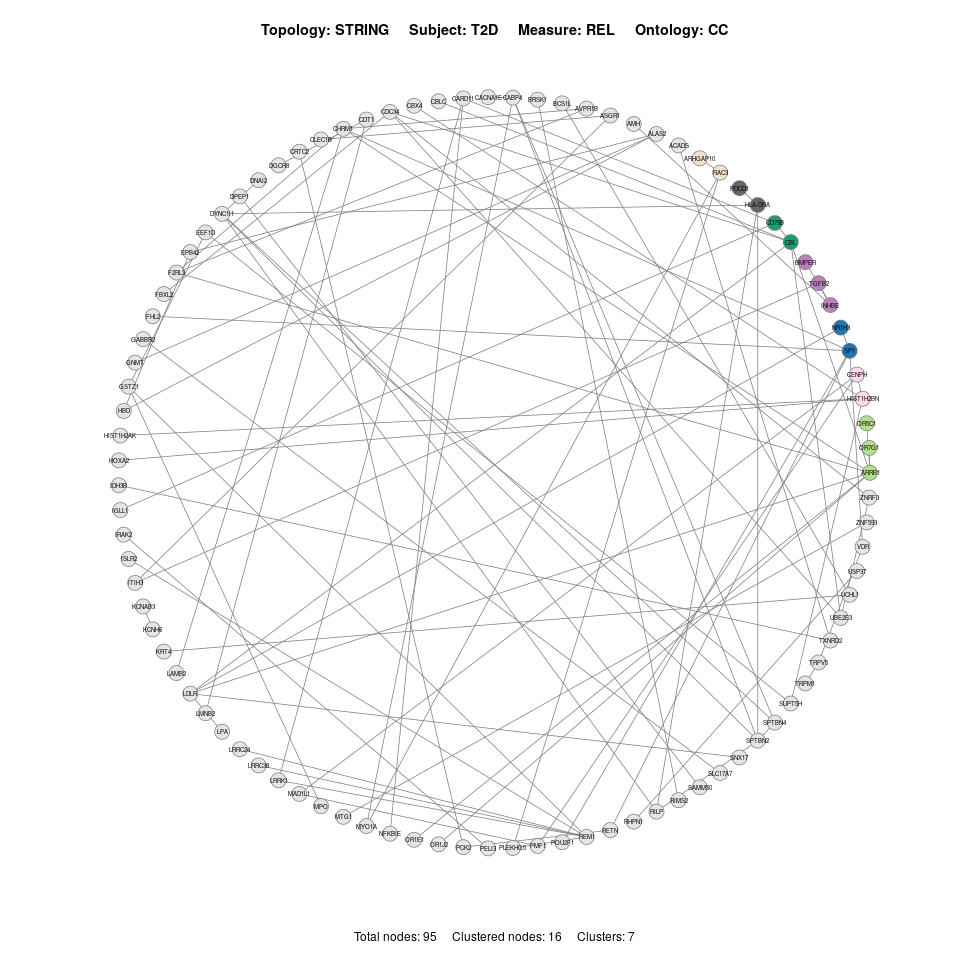 Topology: STRING Subject: T2D Measure: REL Ontology: CC
CABP4
CACNA1E
CARD11
CBLC
CBX4
CDC34
CDT1
CHRM1
CLEC1B
CRTC2
DGCR8
DNAI2
DPEP1
DYNC1I1
EEF1D
EPB42
F2RL3
FBXL2
FHL2
GABBR2
GNMT
GSTZ1
HBD
HIST1H2AK
HOXA2
IDH3B
IGLL1
IRAK2
ISLR2
ITIH3
KCNAB3
KCNH6
KRT4
LAMB2
LDLR
LMNB2
LPA
LRRC24
LRRC38
LRRK1
MAD1L1
MPO
MTG1
MYO1A
NFKBIE
OR1E1
OR1J2
PCK2
PELI3
PLEKHG5
PMF1
POU2F1
REM1
RETN
RHPN1
RILP
RIMS2
SAMM50
SLC17A7
SNX17
SPTBN2
SPTBN4
SUPT5H
TRPM1
TRPV5
TXNRD2
UBE2E3
UCHL1
USP37
VDR
ZNF593
ZNRF3
ARRB1
OR7G1
OR5C1
HIST1H2BN
CENPH
SP1
NR1H3
INHBE
TGFB2
BMPER
CBL
CD79B
HLA-DRA
PDCD1
RAC3
ARHGAP10
ACADS
ALAS2
AMH
ASGR1
AVPR1B
BCS1L
BRSK1
Total nodes: 95 Clustered nodes: 16 Clusters: 7